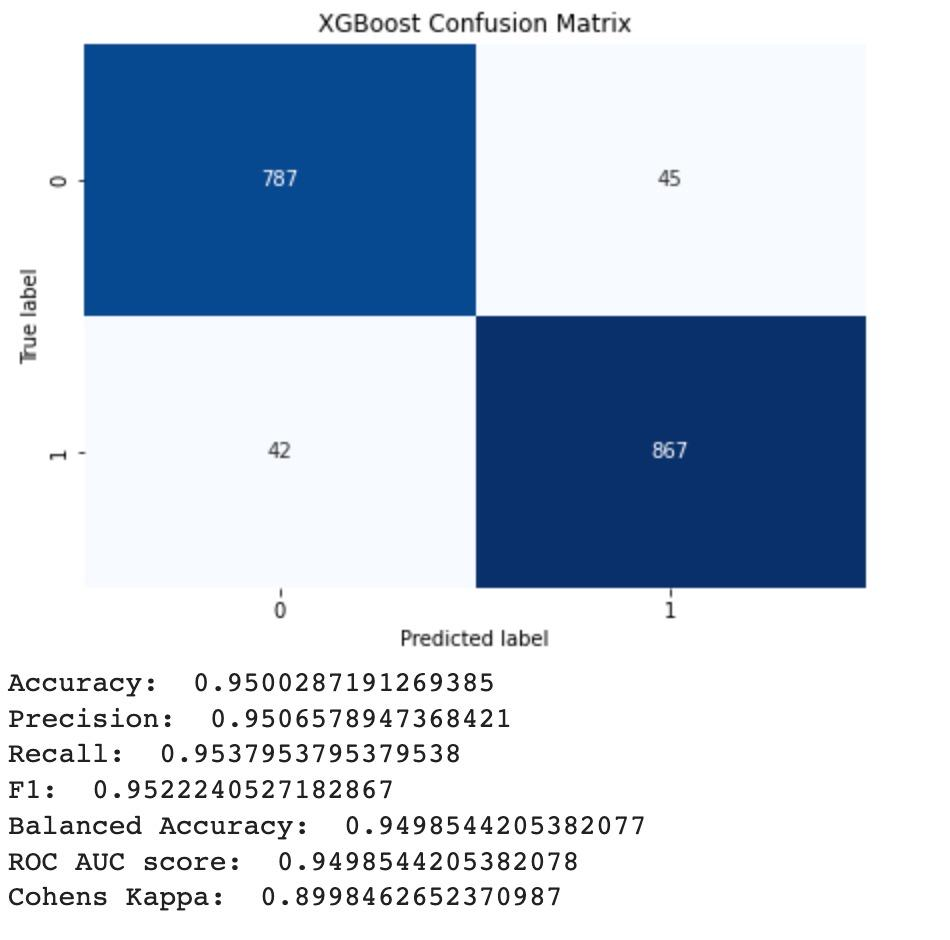 XGBoost Confusion Matrix
787 45
0
True label
42 867
1
0 1
Predicted label
Accuracy: 0.9500287191269385
Precision: 0.9506578947368421
Recall: 0.9537953795379538
F1: 0.9522240527182867
Balanced Accuracy: 0.9498544205382077
ROC AUC score: 0.9498544205382078
Cohens Kappa: 0.8998462652370987